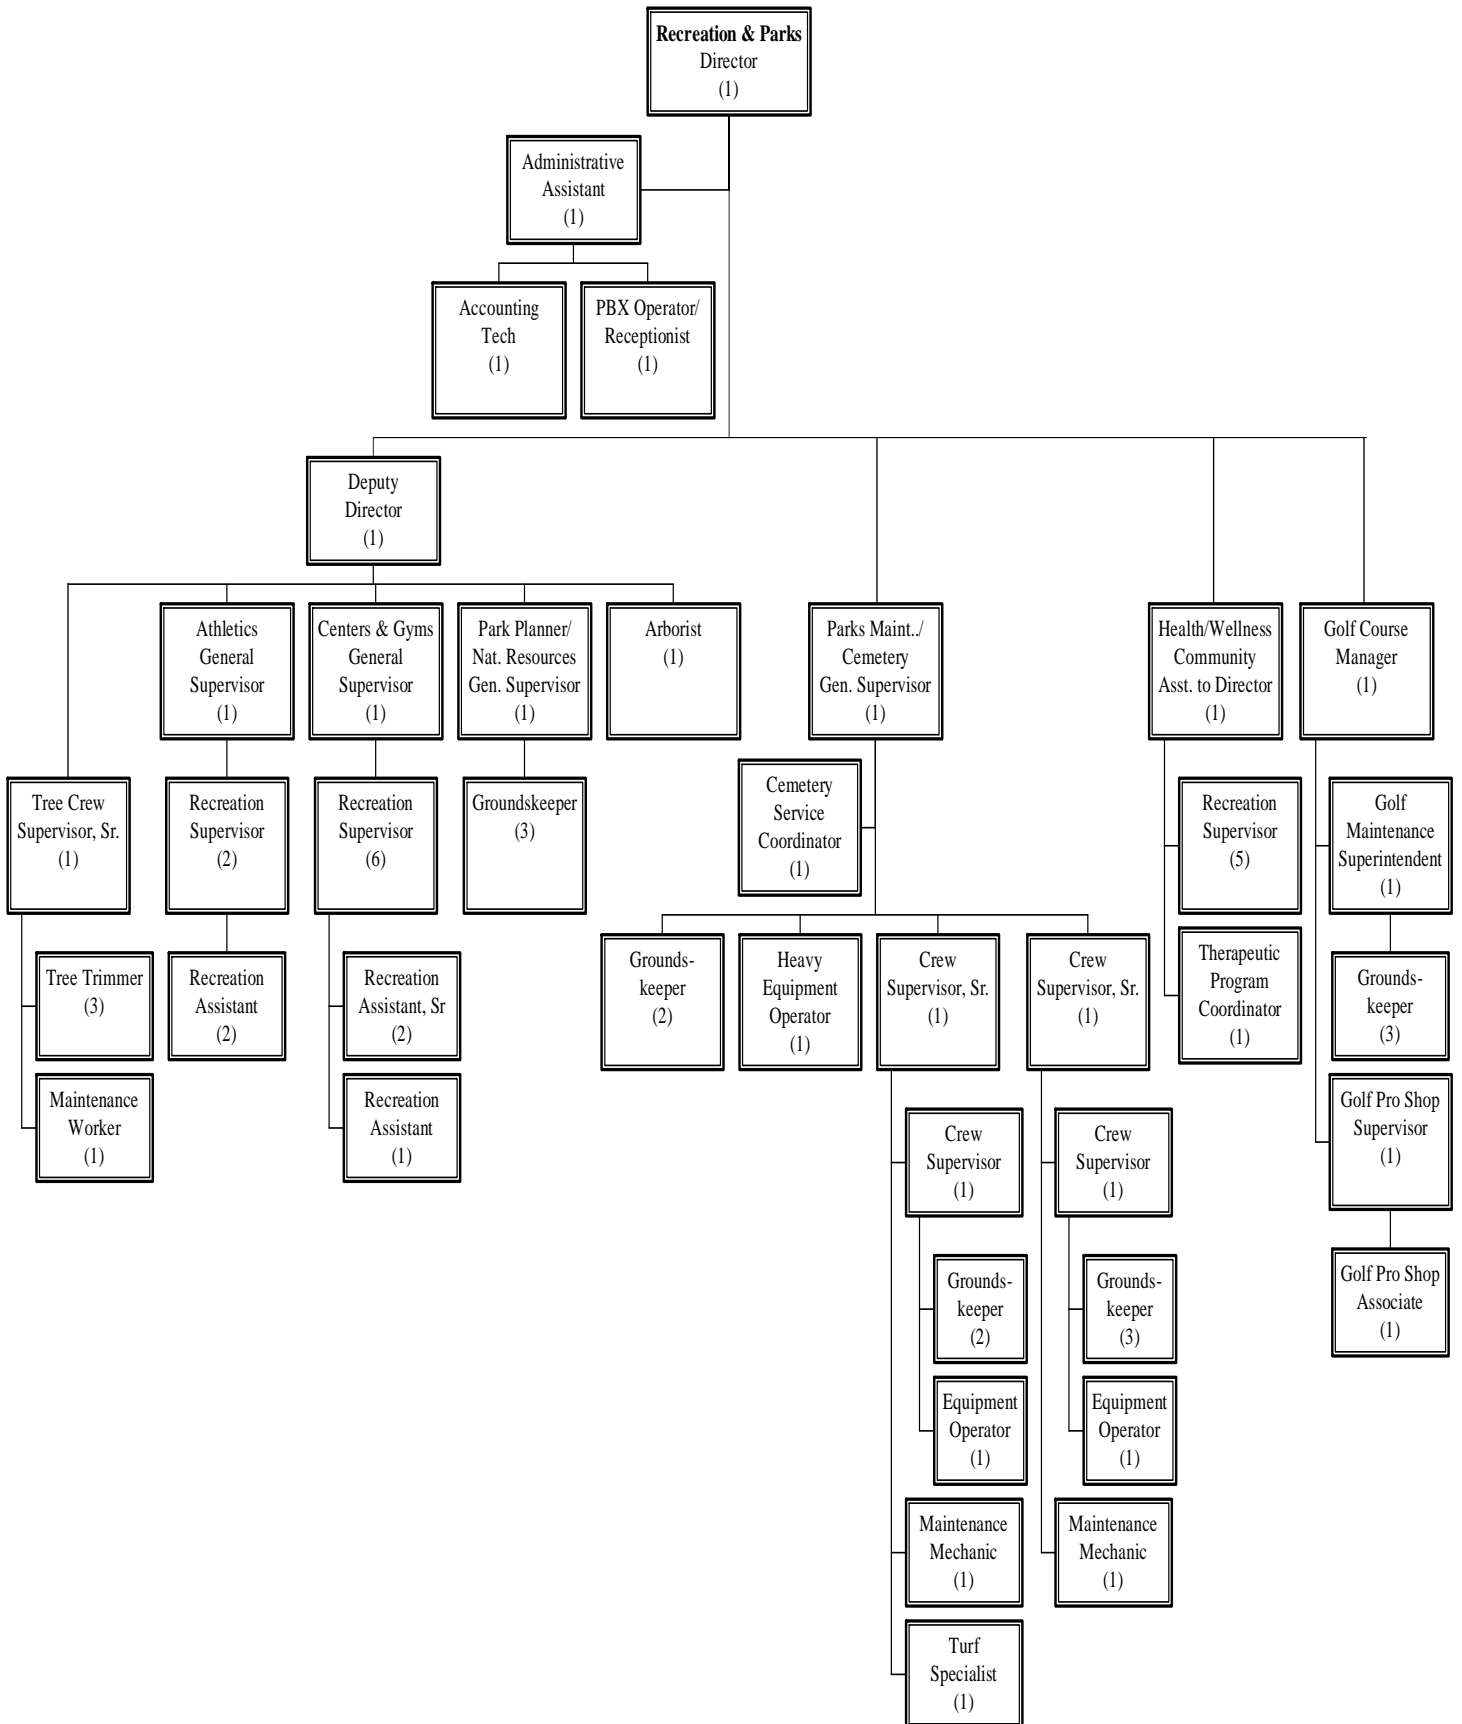 Recreation & Parks
Director
(1)
Administrative
Assistant
(1)
Accounting
Tech
(1)
PBX Operator/
Receptionist
(1)
Deputy
Director
(1)
Athletics
General
Supervisor
(1)
Centers & Gyms
General
Supervisor
(1)
Park Planner/
Nat. Resources
Gen. Supervisor
(1)
Arborist
(1)
Parks Maint../
Cemetery
Gen. Supervisor
(1)
Health/Wellness
Community
Asst. to Director
(1)
Golf Course
Manager
(1)
Tree Crew
Supervisor, Sr.
(1)
Recreation
Supervisor
(2)
Recreation
Supervisor
(6)
Groundskeeper
(3)
Cemetery
Service
Coordinator
(1)
Recreation
Supervisor
(5)
Golf
Maintenance
Superintendent
(1)
Tree Trimmer
(3)
Recreation
Assistant
(2)
Recreation
Assistant, Sr
(2)
Grounds-
keeper
(2)
Heavy
Equipment
Operator
(1)
Crew
Supervisor, Sr.
(1)
Crew
Supervisor, Sr.
(1)
Therapeutic
Program
Coordinator
(1)
Grounds-
keeper
(3)
Maintenance
Worker
(1)
Recreation
Assistant
(1)
Crew
Supervisor
(1)
Crew
Supervisor
(1)
Golf Pro Shop
Supervisor
(1)
Grounds-
keeper
(2)
Grounds-
keeper
(3)
Golf Pro Shop
Associate
(1)
Equipment
Operator
(1)
Equipment
Operator
(1)
Maintenance
Mechanic
(1)
Maintenance
Mechanic
(1)
Turf
Specialist
(1)